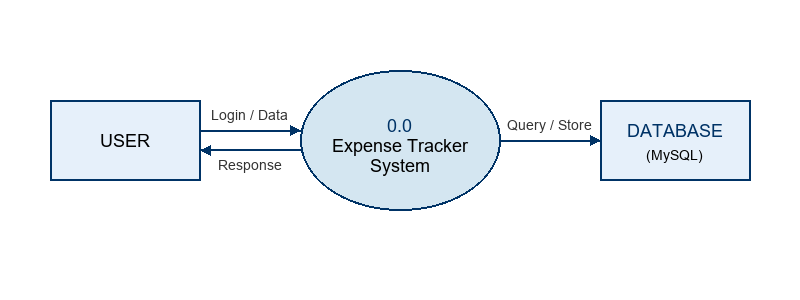 USER
Login / Data
Response
0.0
Expense Tracker
System
Query / Store
DATABASE
(MySQL)